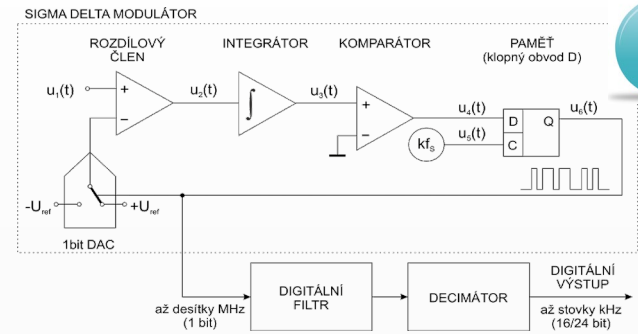 SIGMA DELTA MODULÁTOR
ROZDÍLOVÝ
ČLEN
INTEGRÁTOR
KOMPARÁTOR
PAMĚŤ
(klopný obvod D)
u₁(t)
+
−
u₂(t)
∫
u₃(t)
+
−
u₄(t)
u₅(t)
kfₛ
D
C
Q
u₆(t)
-Uref
+Uref
1bit DAC
až desítky MHz
(1 bit)
DIGITÁLNÍ
FILTR
DECIMÁTOR
DIGITÁLNÍ
VÝSTUP
až stovky kHz
(16/24 bit)